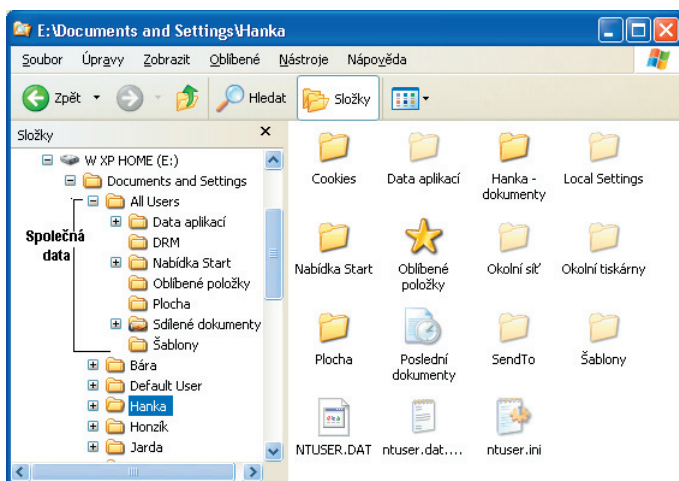 E:\Documents and Settings\Hanka
Soubor Úpravy Zobrazit Oblíbené Nástroje Nápověda
Zpět Hledat Složky
Složky
W XP HOME (E:)
Documents and Settings
All Users
Data aplikací
DRM
Nabídka Start
Oblíbené položky
Plocha
Sdílené dokumenty
Šablony
Bára
Default User
Hanka
Honzík
Jarda
Společná
data
Cookies
Data aplikací
Hanka -
dokumenty
Local Settings
Nabídka Start
Oblíbené
položky
Okolní síť
Okolní tiskárny
Plocha
Poslední
dokumenty
SendTo
Šablony
NTUSER.DAT
ntuser.dat....
ntuser.ini